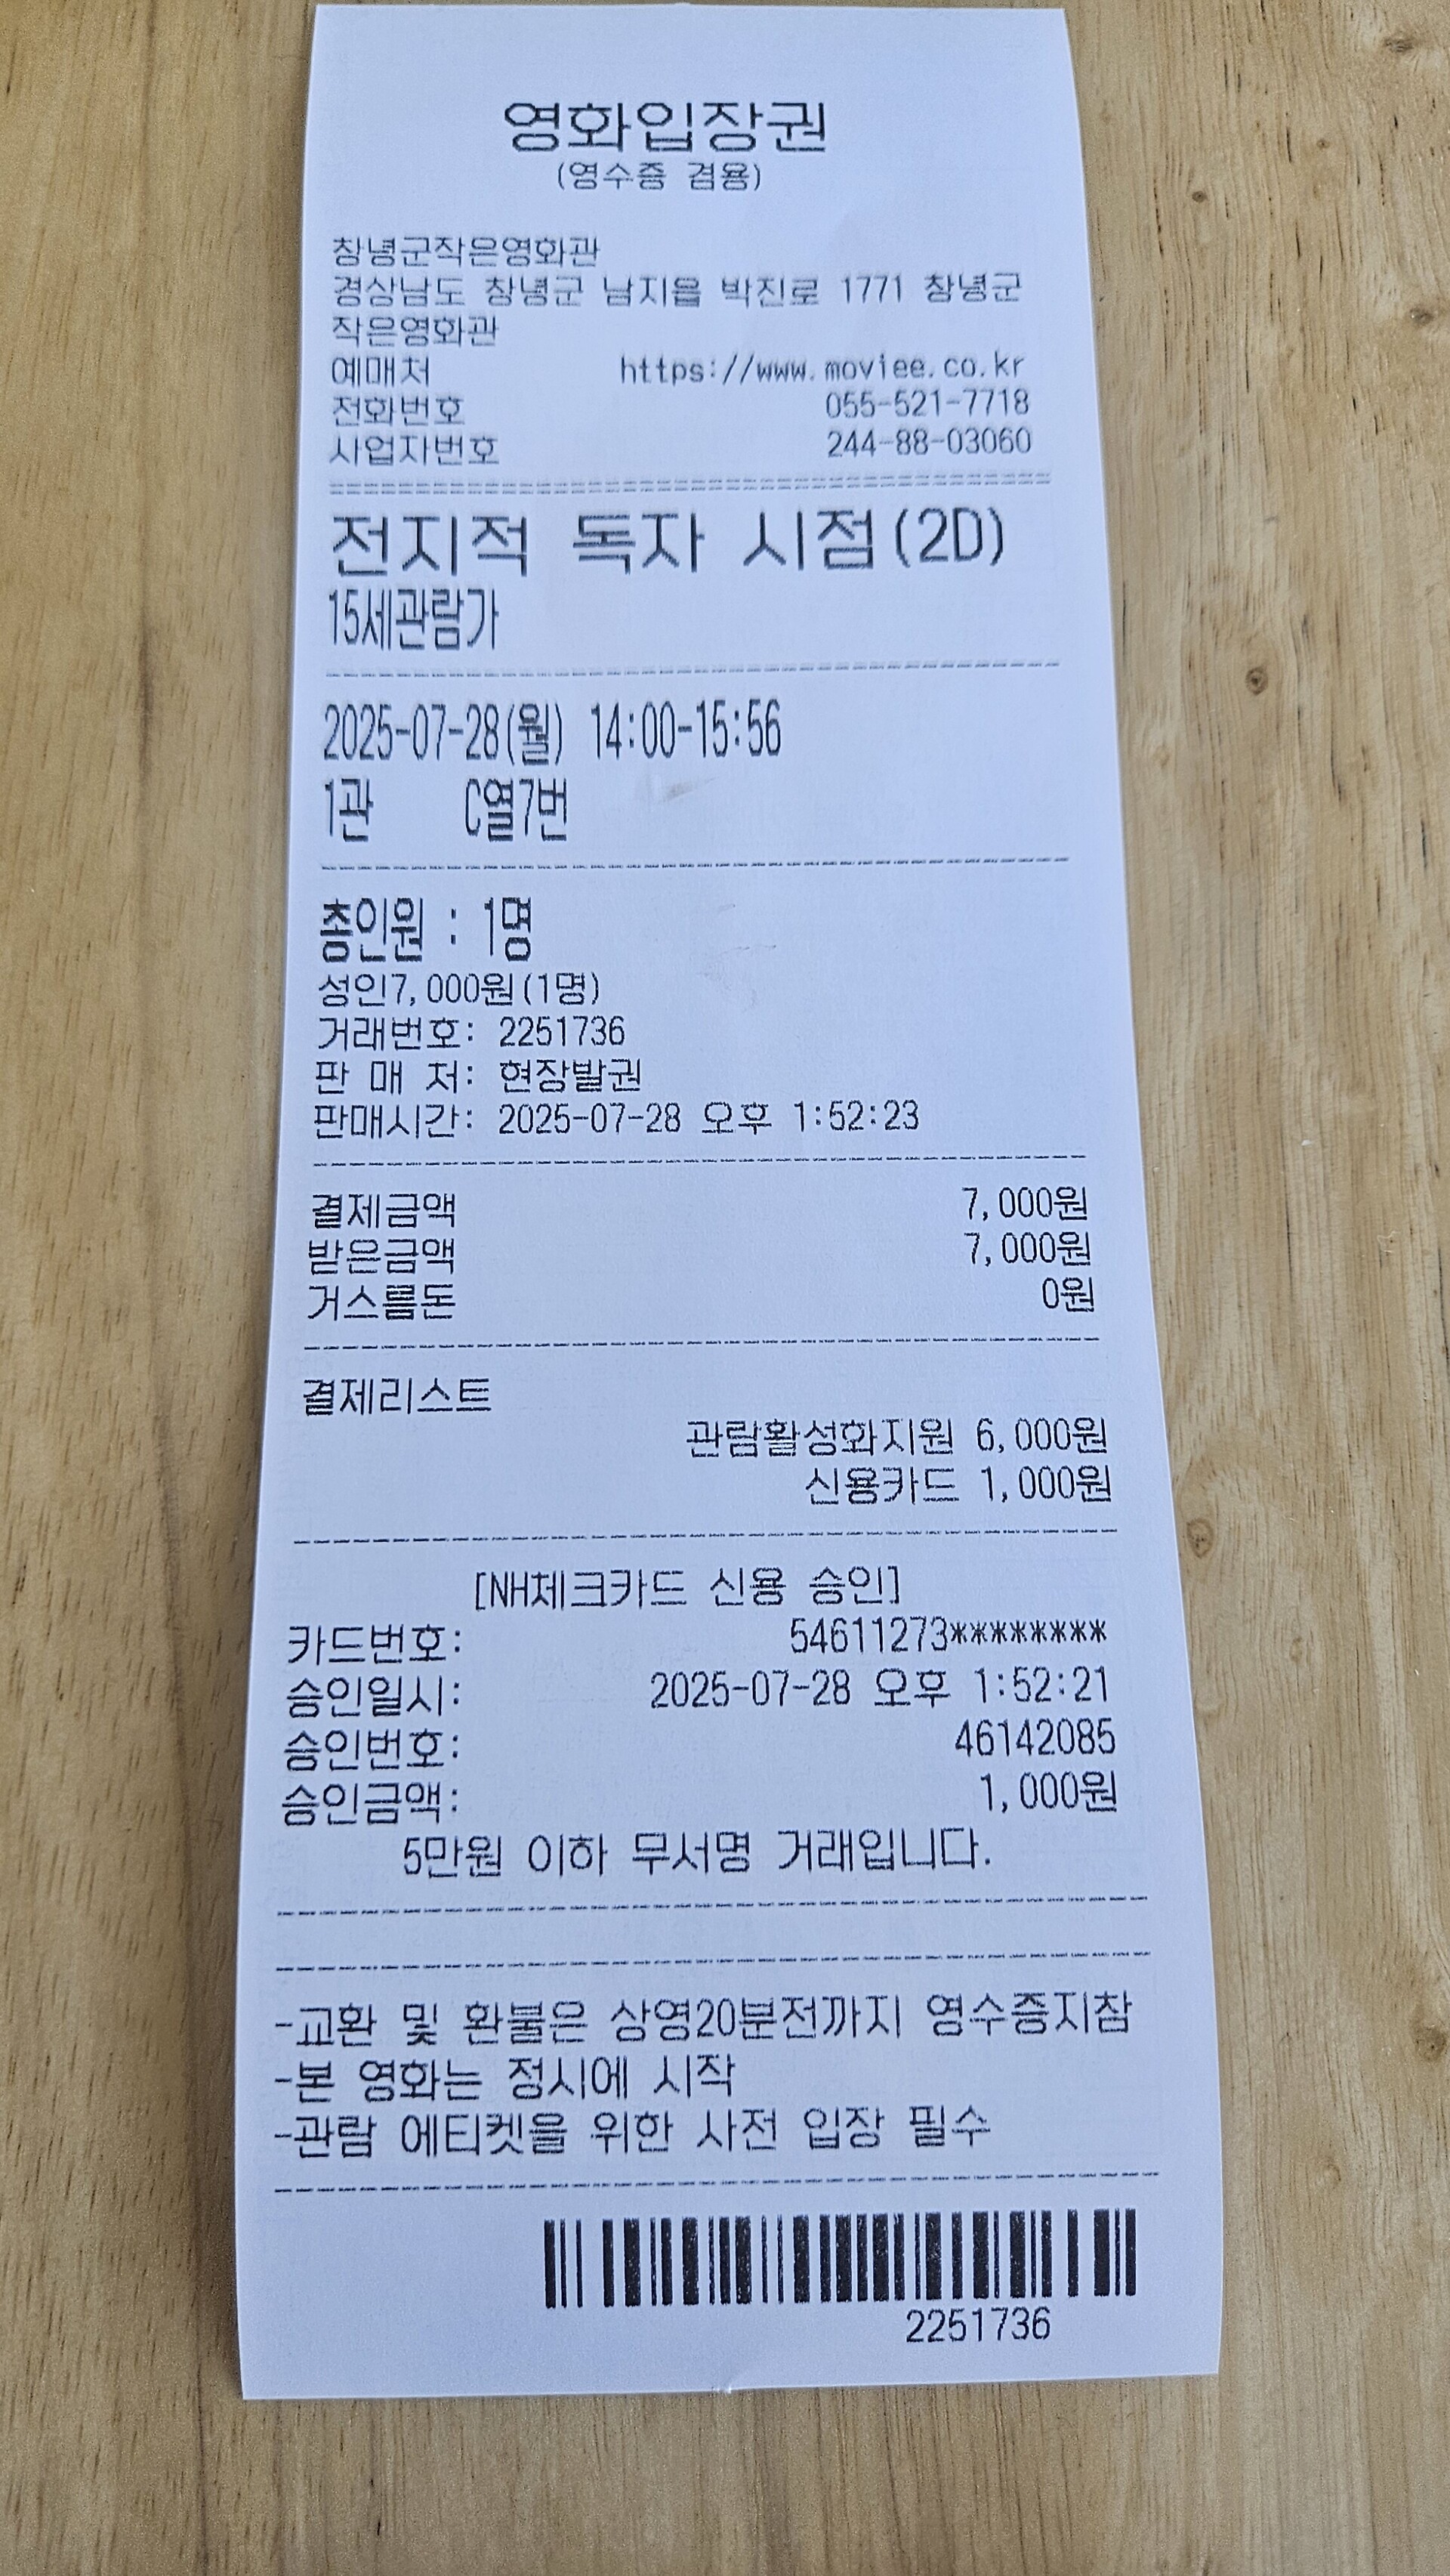 영화입장권
(영수증 겸용)
창녕군작은영화관
경상남도 창녕군 남지읍 박진로 1771 창녕군
작은영화관
예매처 https://www.moviee.co.kr
전화번호 055-521-7718
사업자번호 244-88-03060
전지적 독자 시점(2D)
15세관람가
2025-07-28(월) 14:00-15:56
1관 C열7번
총인원 : 1명
성인7,000원(1명)
거래번호: 2251736
판 매 처: 현장발권
판매시간: 2025-07-28 오후 1:52:23
결제금액 7,000원
받은금액 7,000원
거스름돈 0원
결제리스트
관람활성화지원 6,000원
신용카드 1,000원
[NH체크카드 신용 승인]
카드번호: 54611273********
승인일시: 2025-07-28 오후 1:52:21
승인번호: 46142085
승인금액: 1,000원
5만원 이하 무서명 거래입니다.
-교환 및 환불은 상영20분전까지 영수증지참
-본 영화는 정시에 시작
-관람 에티켓을 위한 사전 입장 필수
2251736